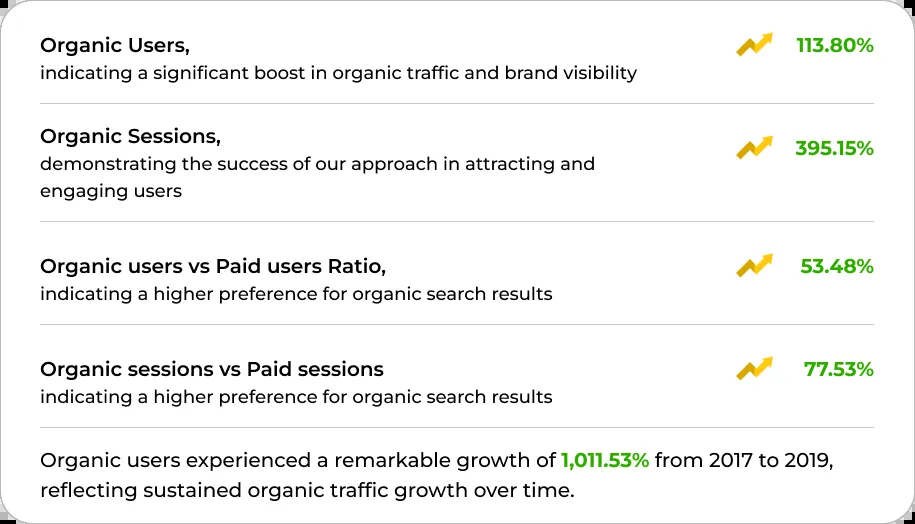 Organic Users,
113.80%
indicating a significant boost in organic traffic and brand visibility
Organic Sessions,
395.15%
demonstrating the success of our approach in attracting and
engaging users
Organic users vs Paid users Ratio,
53.48%
indicating a higher preference for organic search results
Organic sessions vs Paid sessions
77.53%
indicating a higher preference for organic search results
Organic users experienced a remarkable growth of 1,011.53% from 2017 to 2019,
reflecting sustained organic traffic growth over time.